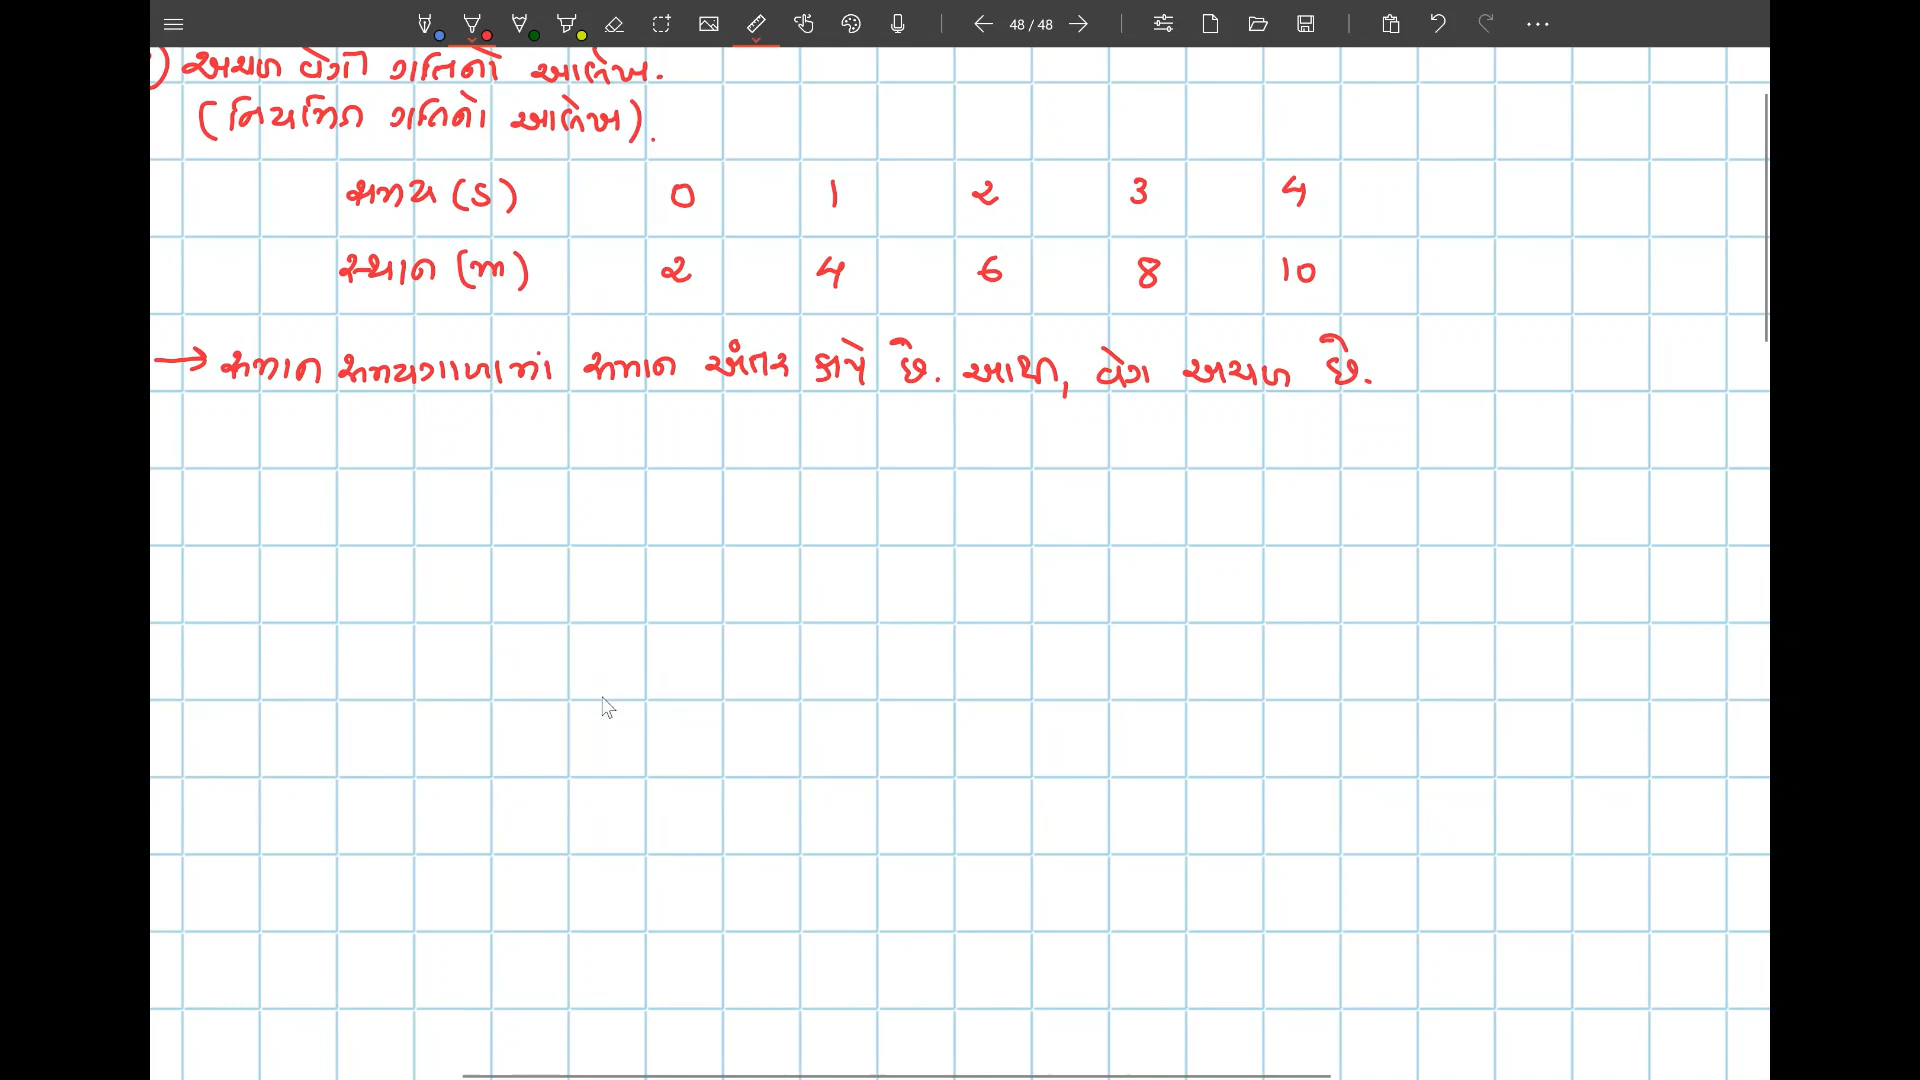 48 / 48
) અચળ વેગી ગતિનો આલેખ.
(નિયમિત ગતિનો આલેખ).
સમય (s) 0 1 2 3 4
સ્થાન (m) 2 4 6 8 10
→ સમાન સમયગાળામાં સમાન અંતર કાપે છે. આથી, વેગ અચળ છે.